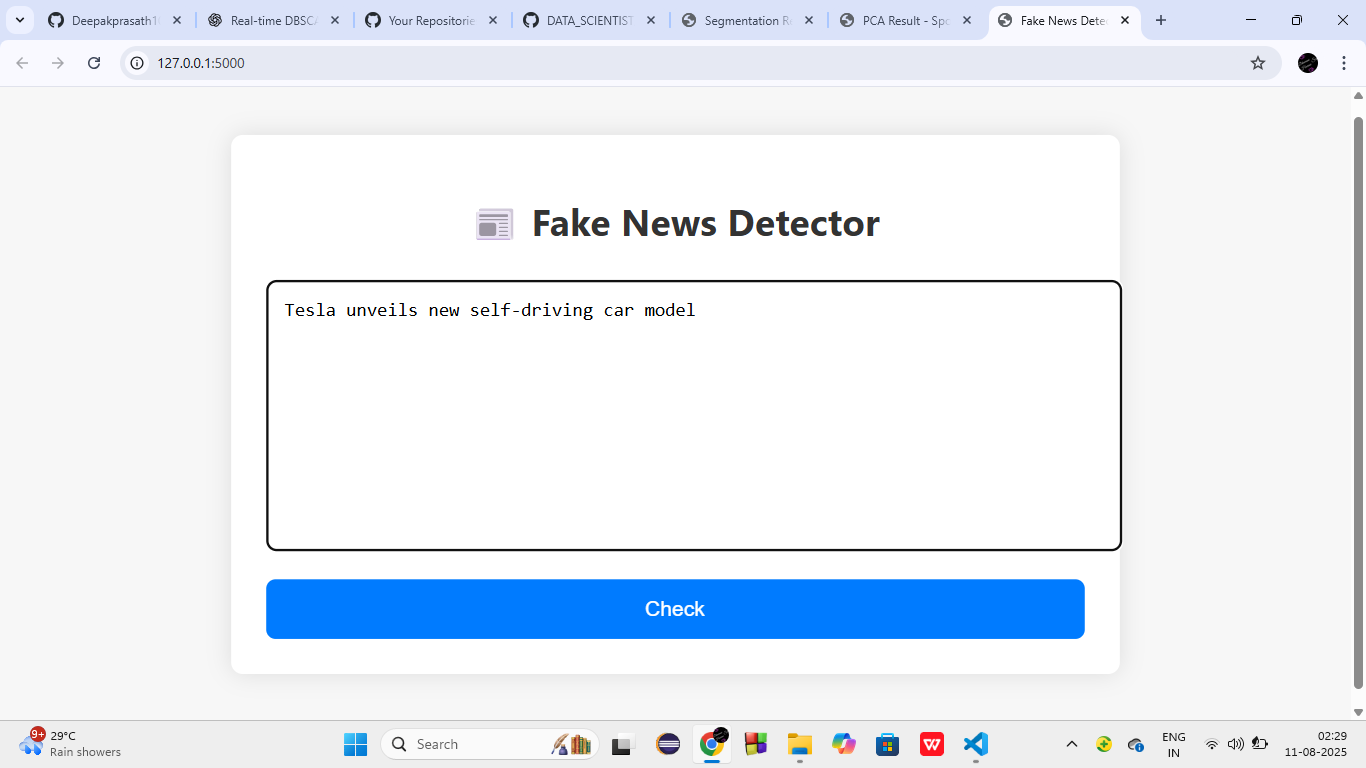 Deepakprasath1
Real-time DBSCA
Your Repositorie
DATA_SCIENTIST
Segmentation R
PCA Result - Spo
Fake News Dete
127.0.0.1:5000
Fake News Detector
Tesla unveils new self-driving car model
Check
9+
29°C
Rain showers
Search
ENG
IN
02:29
11-08-2025